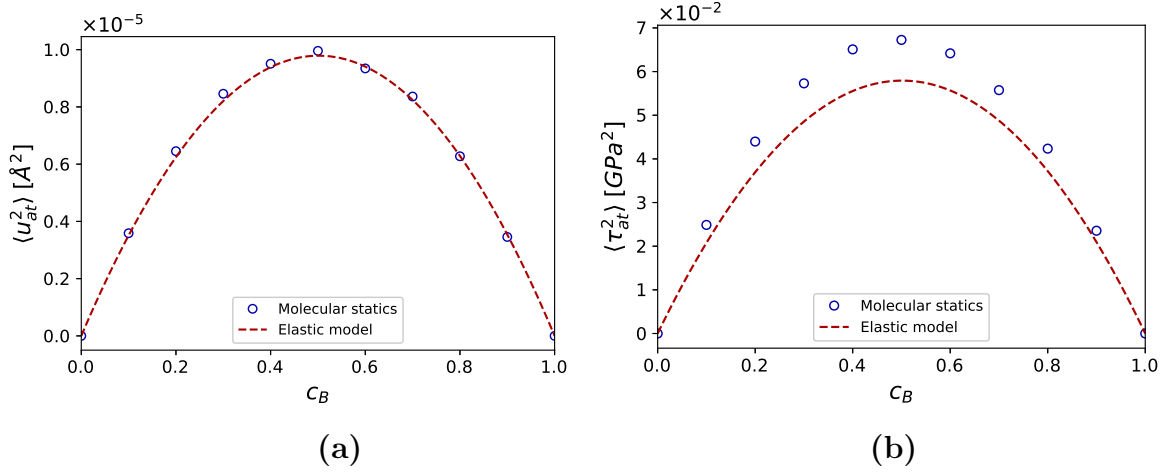 ×10⁻⁵
1.0
0.8
0.6
0.4
0.2
0.0
⟨u²ₐₜ⟩ [Å²]
Molecular statics
Elastic model
0.0 0.2 0.4 0.6 0.8 1.0
c_B
(a)
×10⁻²
7
6
5
4
3
2
1
0
⟨τ²ₐₜ⟩ [GPa²]
Molecular statics
Elastic model
0.0 0.2 0.4 0.6 0.8 1.0
c_B
(b)